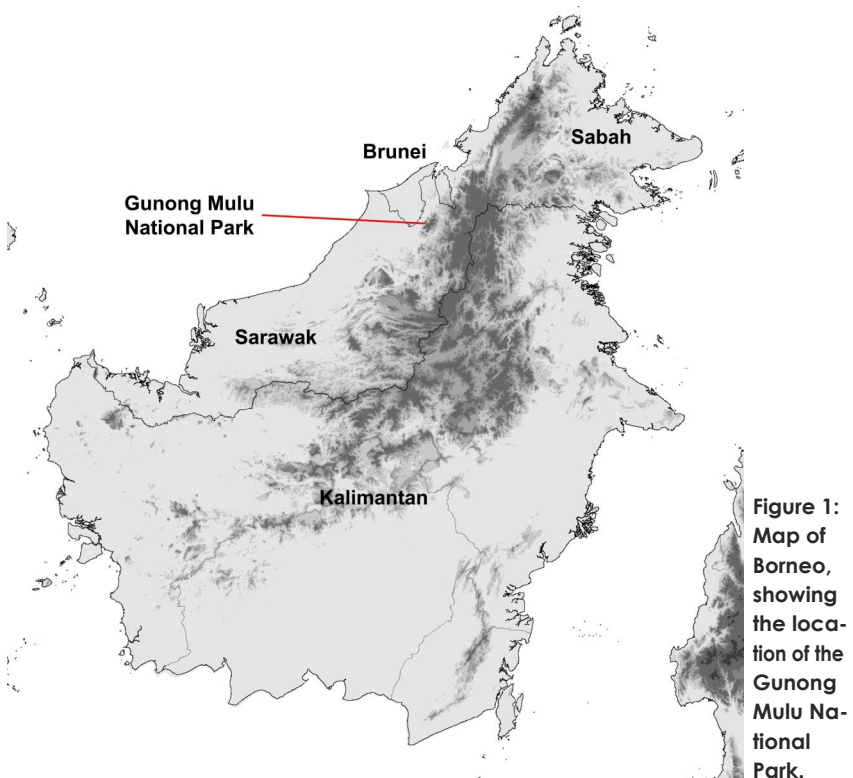 Sabah
Brunei
Gunong Mulu
National Park
Sarawak
Kalimantan
Figure 1:
Map of
Borneo,
showing
the loca-
tion of the
Gunong
Mulu Na-
tional
Park.